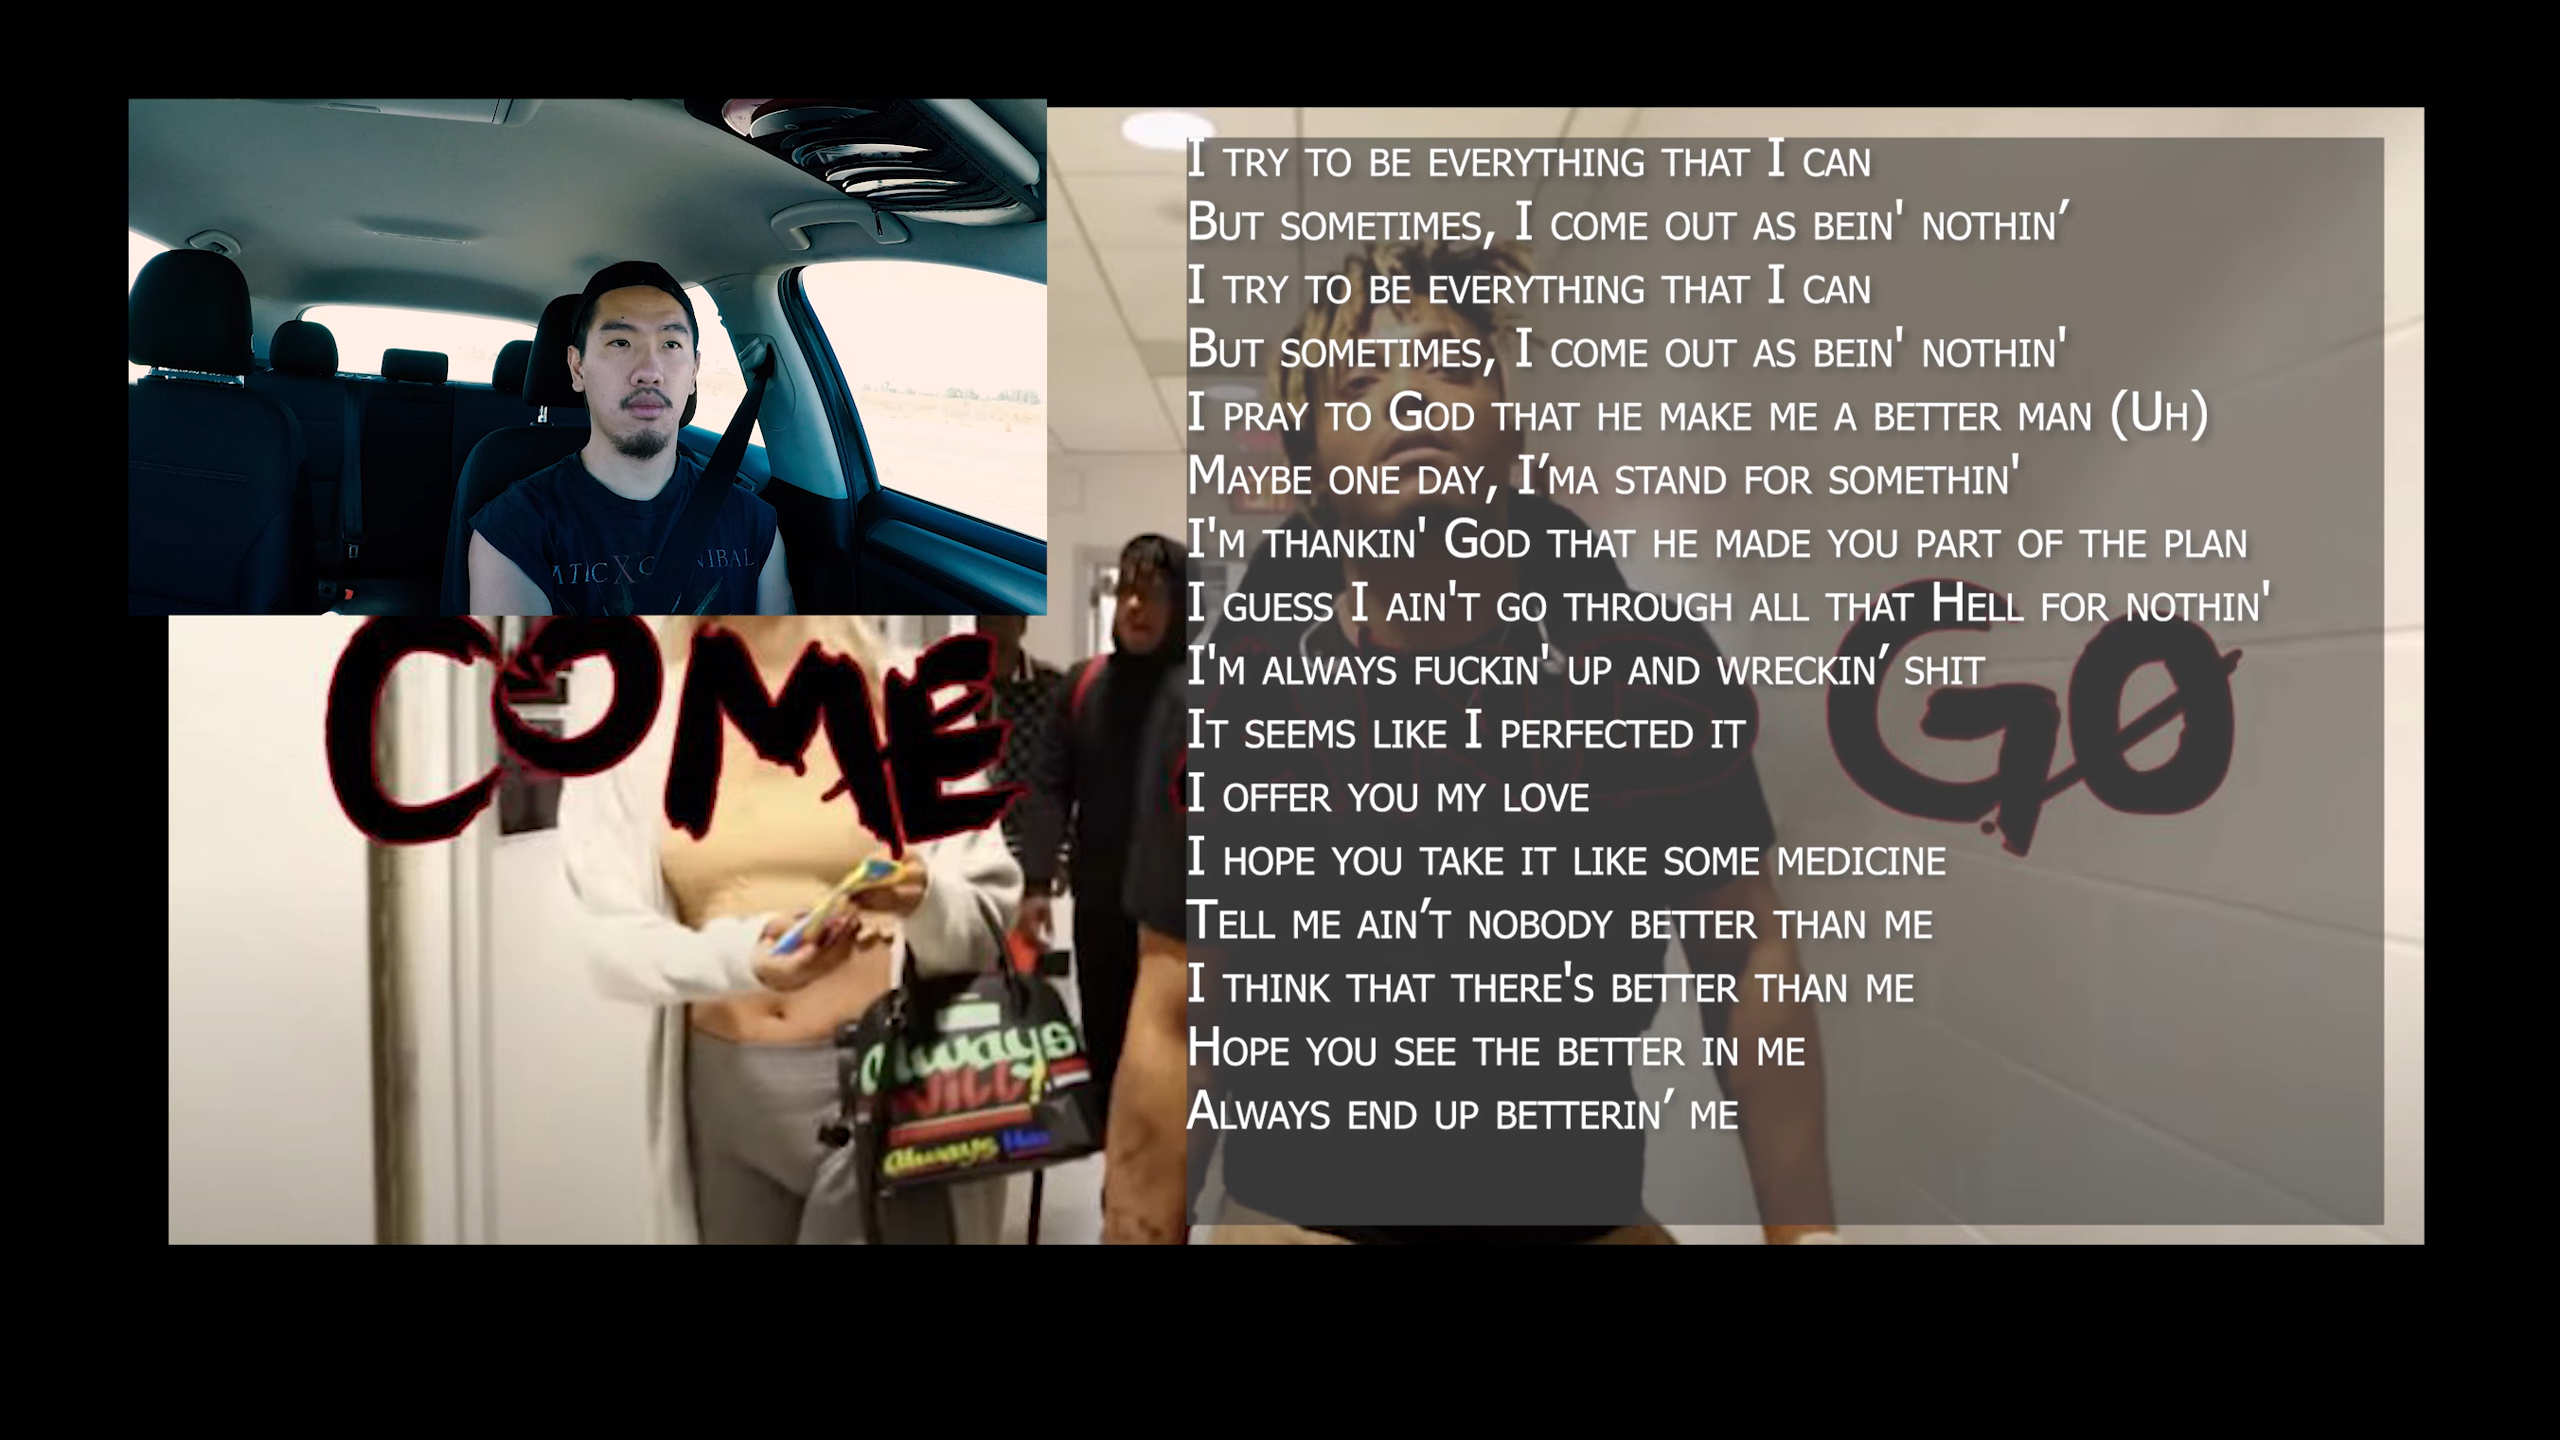 I TRY TO BE EVERYTHING THAT I CAN
BUT SOMETIMES, I COME OUT AS BEIN' NOTHIN’
I TRY TO BE EVERYTHING THAT I CAN
BUT SOMETIMES, I COME OUT AS BEIN' NOTHIN'
I PRAY TO GOD THAT HE MAKE ME A BETTER MAN (UH)
MAYBE ONE DAY, I’MA STAND FOR SOMETHIN'
I'M THANKIN' GOD THAT HE MADE YOU PART OF THE PLAN
I GUESS I AIN'T GO THROUGH ALL THAT HELL FOR NOTHIN'
I'M ALWAYS FUCKIN' UP AND WRECKIN’ SHIT
IT SEEMS LIKE I PERFECTED IT
I OFFER YOU MY LOVE
I HOPE YOU TAKE IT LIKE SOME MEDICINE
TELL ME AIN’T NOBODY BETTER THAN ME
I THINK THAT THERE'S BETTER THAN ME
HOPE YOU SEE THE BETTER IN ME
ALWAYS END UP BETTERIN’ ME
COME
GO
Always
Always